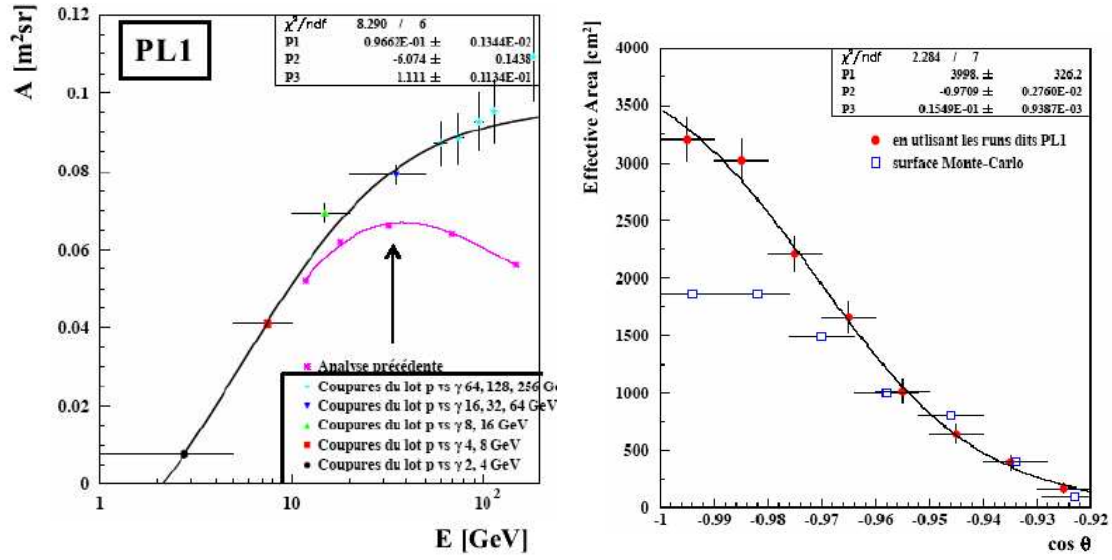 PL1
A [m²sr]
0.12
0.1
0.08
0.06
0.04
0.02
0
χ²/ndf 8.290 / 6
P1 0.9662E-01 ± 0.1344E-02
P2 -6.074 ± 0.1438
P3 1.111 ± 0.1134E-01
Analyse précédente
Coupures du lot p vs γ 64, 128, 256 Ge
Coupures du lot p vs γ 16, 32, 64 GeV
Coupures du lot p vs γ 8, 16 GeV
Coupures du lot p vs γ 4, 8 GeV
Coupures du lot p vs γ 2, 4 GeV
1 10 10²
E [GeV]
Effective Area [cm²]
4000
3500
3000
2500
2000
1500
1000
500
0
χ²/ndf 2.284 / 7
P1 3998. ± 326.2
P2 -0.9709 ± 0.2760E-02
P3 0.1549E-01 ± 0.9387E-03
en utilisant les runs dits PL1
surface Monte-Carlo
-1 -0.99 -0.98 -0.97 -0.96 -0.95 -0.94 -0.93 -0.92
cos θ